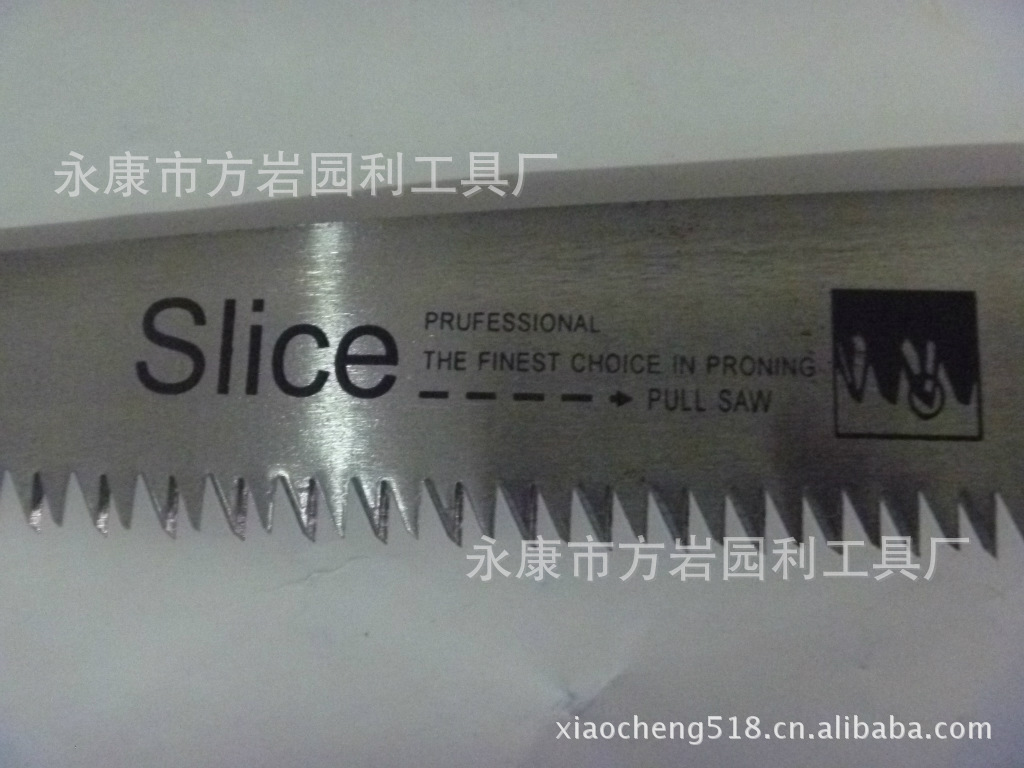 永康市方岩园利工具厂
Slice
PRUFESSIONAL
THE FINEST CHOICE IN PRONING
PULL SAW
永康市方岩园利工具厂
xiaocheng518.cn.alibaba.com